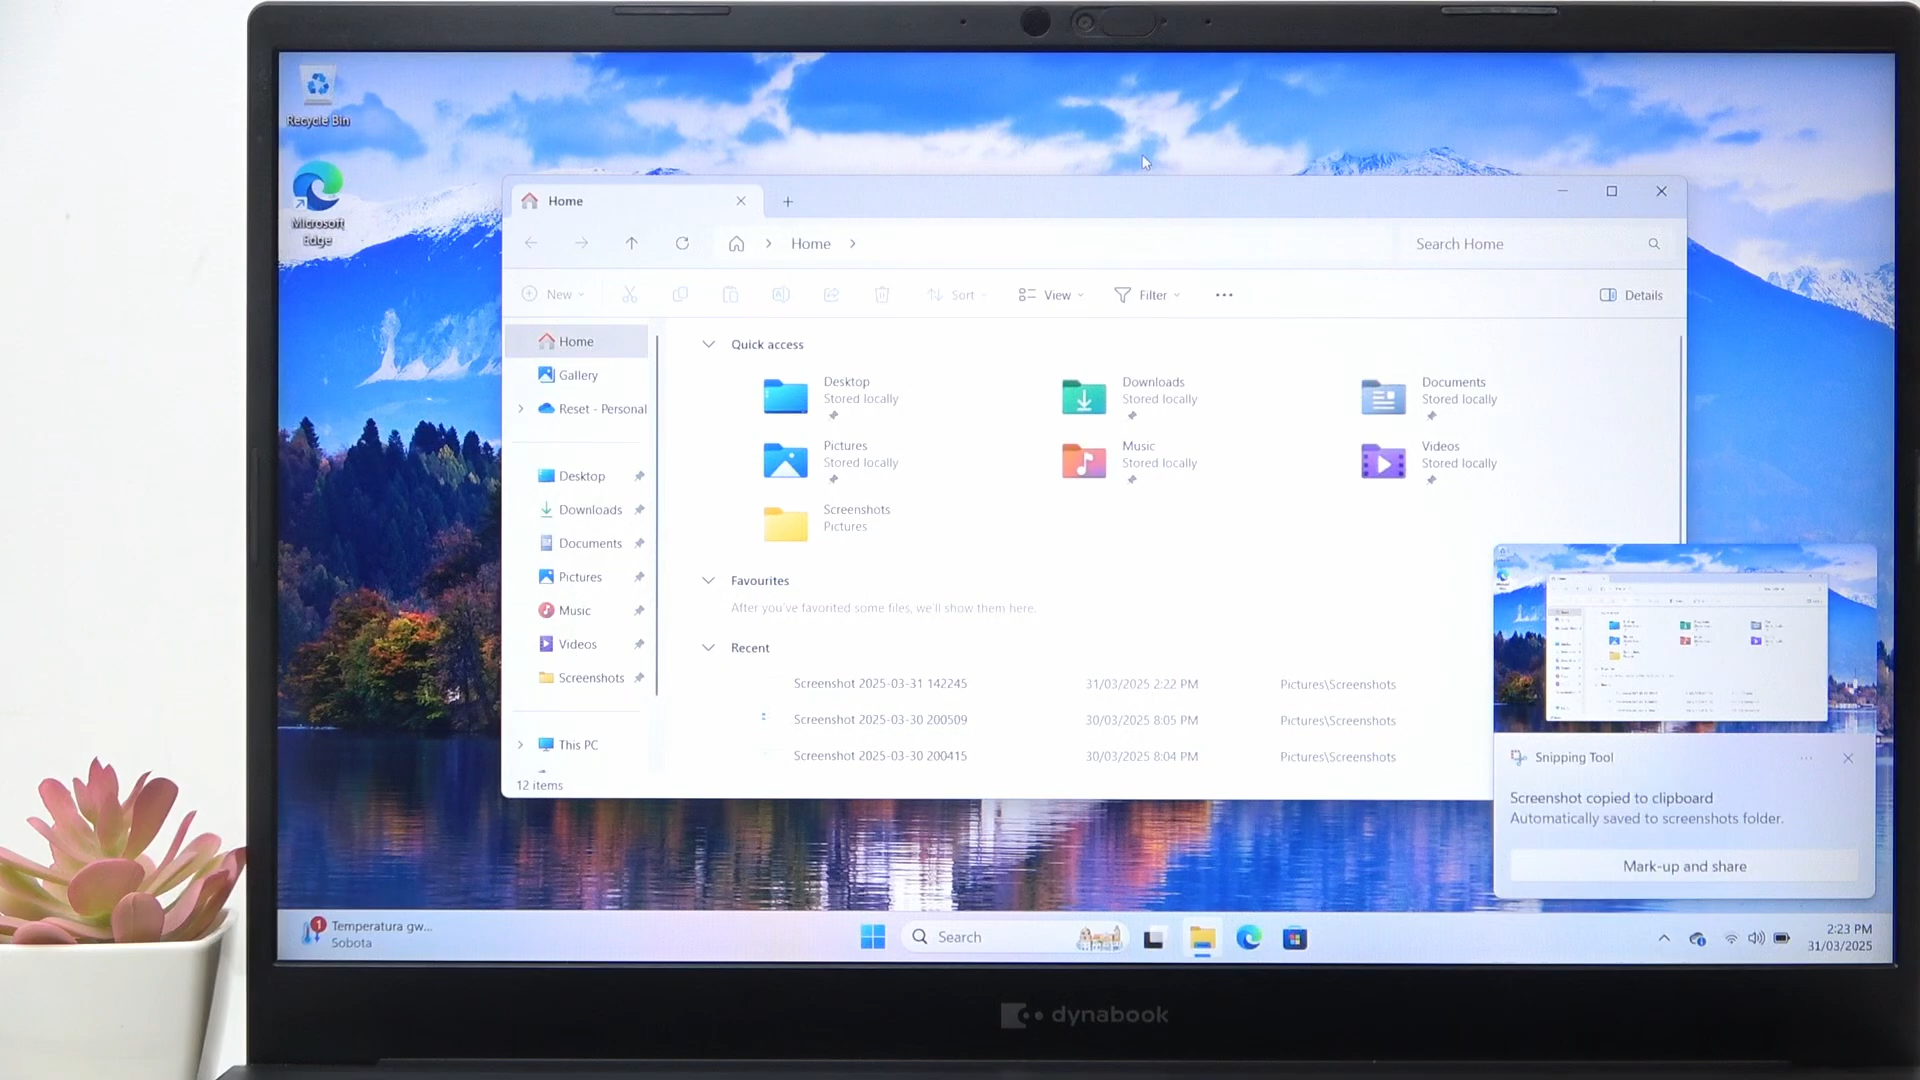 Recycle Bin
Microsoft
Edge
Home
Home
Search Home
New
Sort
View
Filter
Details
Home
Gallery
Reset - Personal
Desktop
Downloads
Documents
Pictures
Music
Videos
Screenshots
This PC
12 items
Quick access
Desktop
Stored locally
Downloads
Stored locally
Documents
Stored locally
Pictures
Stored locally
Music
Stored locally
Videos
Stored locally
Screenshots
Pictures
Favourites
After you've favorited some files, we'll show them here.
Recent
Screenshot 2025-03-31 142245 31/03/2025 2:22 PM Pictures\Screenshots
Screenshot 2025-03-30 200509 30/03/2025 8:05 PM Pictures\Screenshots
Screenshot 2025-03-30 200415 30/03/2025 8:04 PM Pictures\Screenshots
Snipping Tool
Screenshot copied to clipboard
Automatically saved to screenshots folder.
Mark-up and share
1
Temperatura gw...
Sobota
Search
2:23 PM
31/03/2025
dynabook